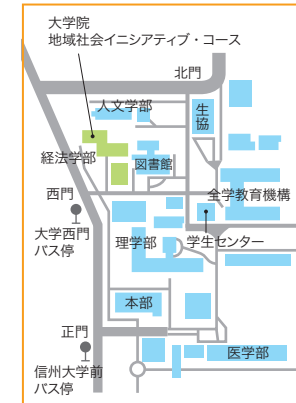 大学院
地域社会イニシアティブ・コース
北門
人文学部
生協
経法学部
図書館
西門
全学教育機構
大学西門
バス停
理学部
学生センター
本部
正門
医学部
信州大学前
バス停